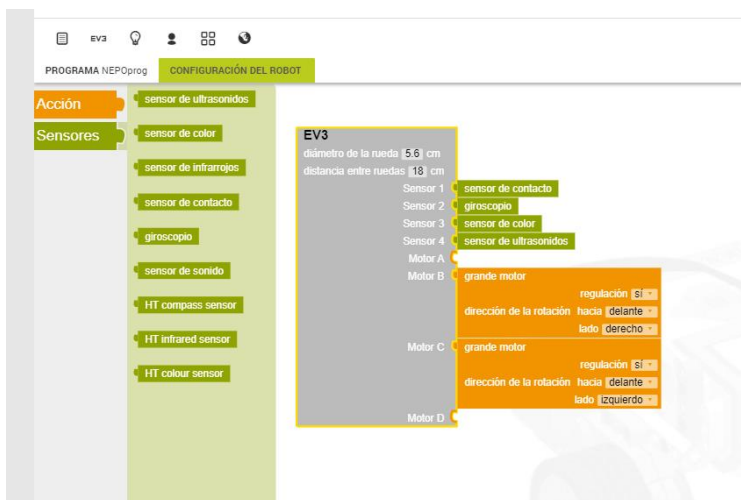 EV3
PROGRAMA NEPOprog
CONFIGURACIÓN DEL ROBOT
Acción
Sensores
sensor de ultrasonidos
sensor de color
sensor de infrarrojos
sensor de contacto
giroscopio
sensor de sonido
HT compass sensor
HT infrared sensor
HT colour sensor
EV3
diámetro de la rueda 5.6 cm
distancia entre ruedas 18 cm
Sensor 1 sensor de contacto
Sensor 2 giroscopio
Sensor 3 sensor de color
Sensor 4 sensor de ultrasonidos
Motor A
Motor B grande motor
regulación sí
dirección de la rotación hacia delante
lado derecho
Motor C grande motor
regulación sí
dirección de la rotación hacia delante
lado izquierdo
Motor D